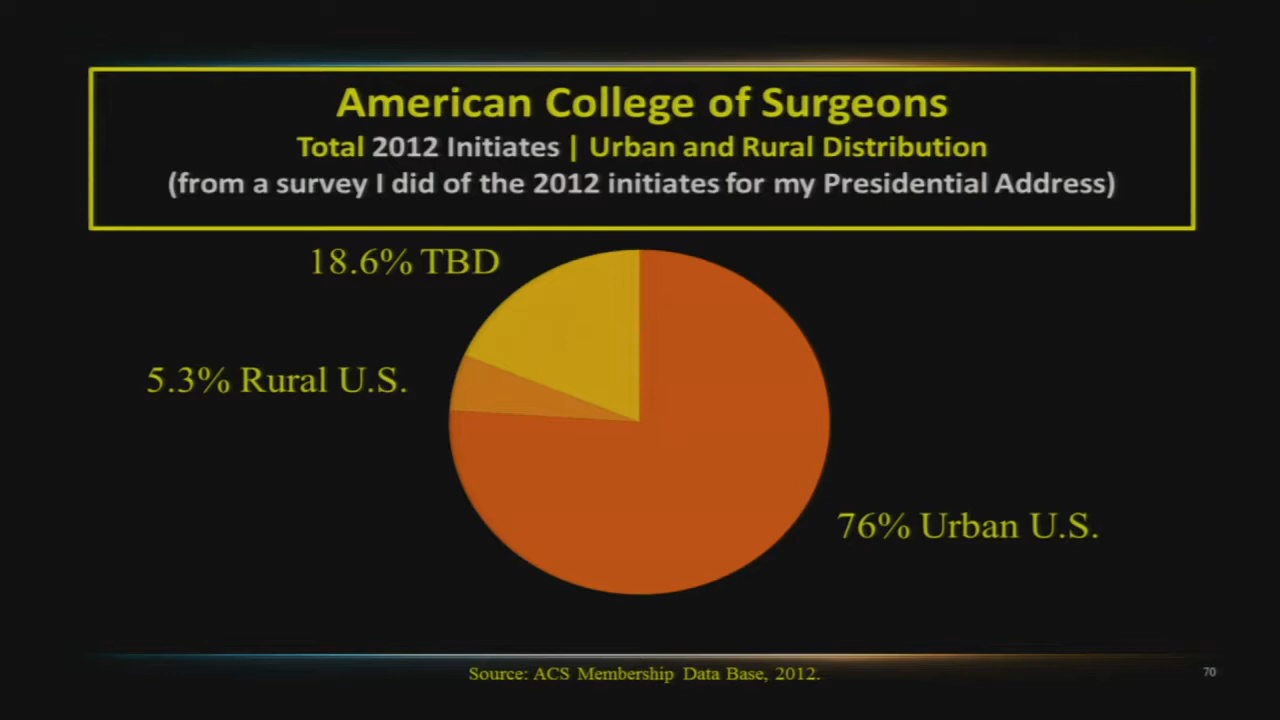 American College of Surgeons
Total 2012 Initiates | Urban and Rural Distribution
(from a survey I did of the 2012 initiates for my Presidential Address)
18.6% TBD
5.3% Rural U.S.
76% Urban U.S.
Source: ACS Membership Data Base, 2012.
70